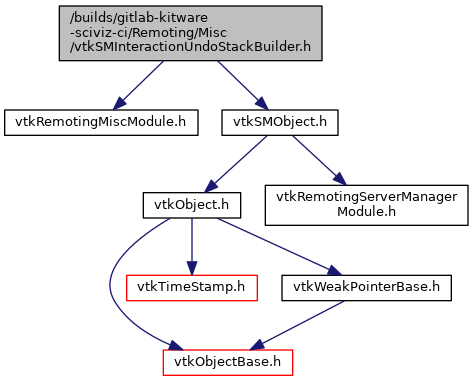 /builds/gitlab-kitware
-sciviz-ci/Remoting/Misc
/vtkSMInteractionUndoStackBuilder.h
vtkRemotingMiscModule.h
vtkSMObject.h
vtkObject.h
vtkRemotingServerManager
Module.h
vtkTimeStamp.h
vtkWeakPointerBase.h
vtkObjectBase.h